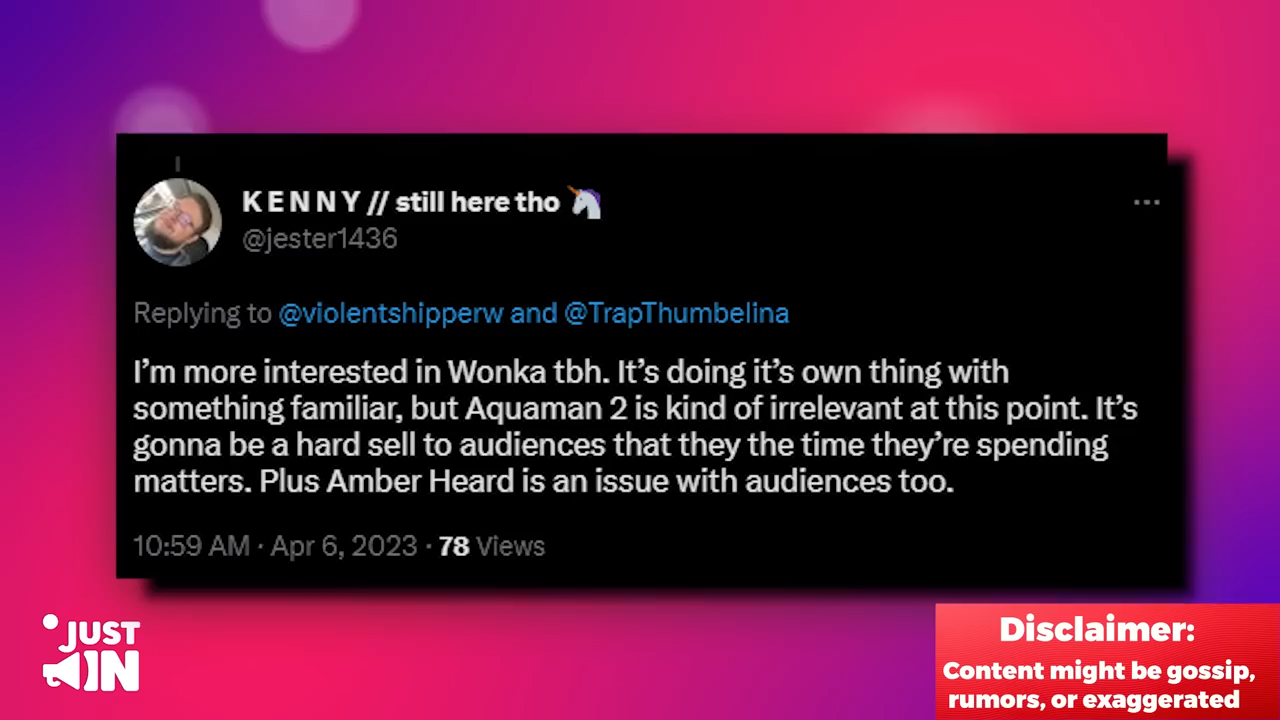 K E N N Y // still here tho 🦄
@jester1436
Replying to @violentshipperw and @TrapThumbelina
I’m more interested in Wonka tbh. It’s doing it’s own thing with
something familiar, but Aquaman 2 is kind of irrelevant at this point. It’s
gonna be a hard sell to audiences that they the time they’re spending
matters. Plus Amber Heard is an issue with audiences too.
10:59 AM · Apr 6, 2023 · 78 Views
JUST
IN
Disclaimer:
Content might be gossip,
rumors, or exaggerated